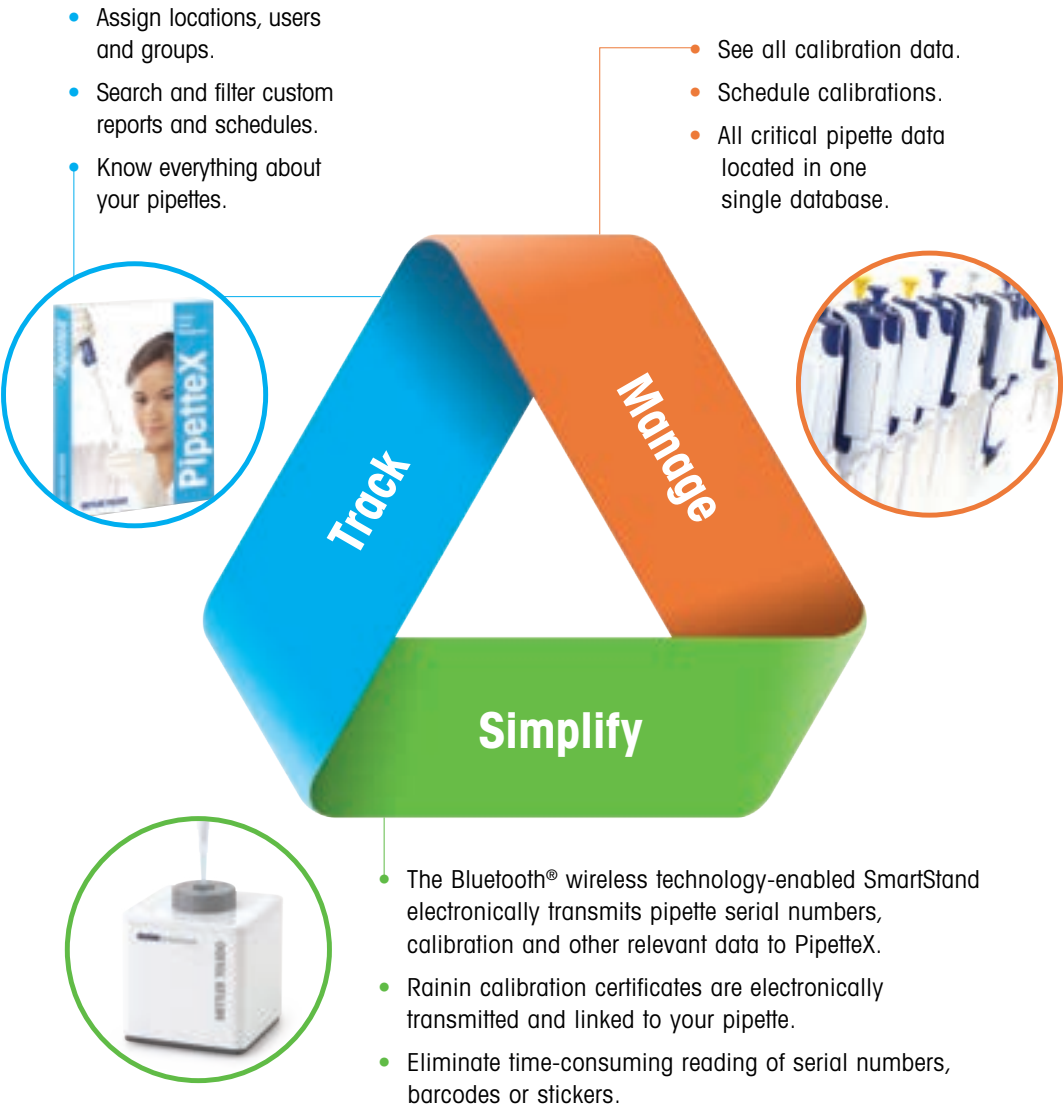 • Assign locations, users
and groups.
• Search and filter custom
reports and schedules.
• Know everything about
your pipettes.
• See all calibration data.
• Schedule calibrations.
• All critical pipette data
located in one
single database.
PipetteX
Track
Manage
Simplify
METTLER TOLEDO
• The Bluetooth® wireless technology-enabled SmartStand
electronically transmits pipette serial numbers,
calibration and other relevant data to PipetteX.
• Rainin calibration certificates are electronically
transmitted and linked to your pipette.
• Eliminate time-consuming reading of serial numbers,
barcodes or stickers.